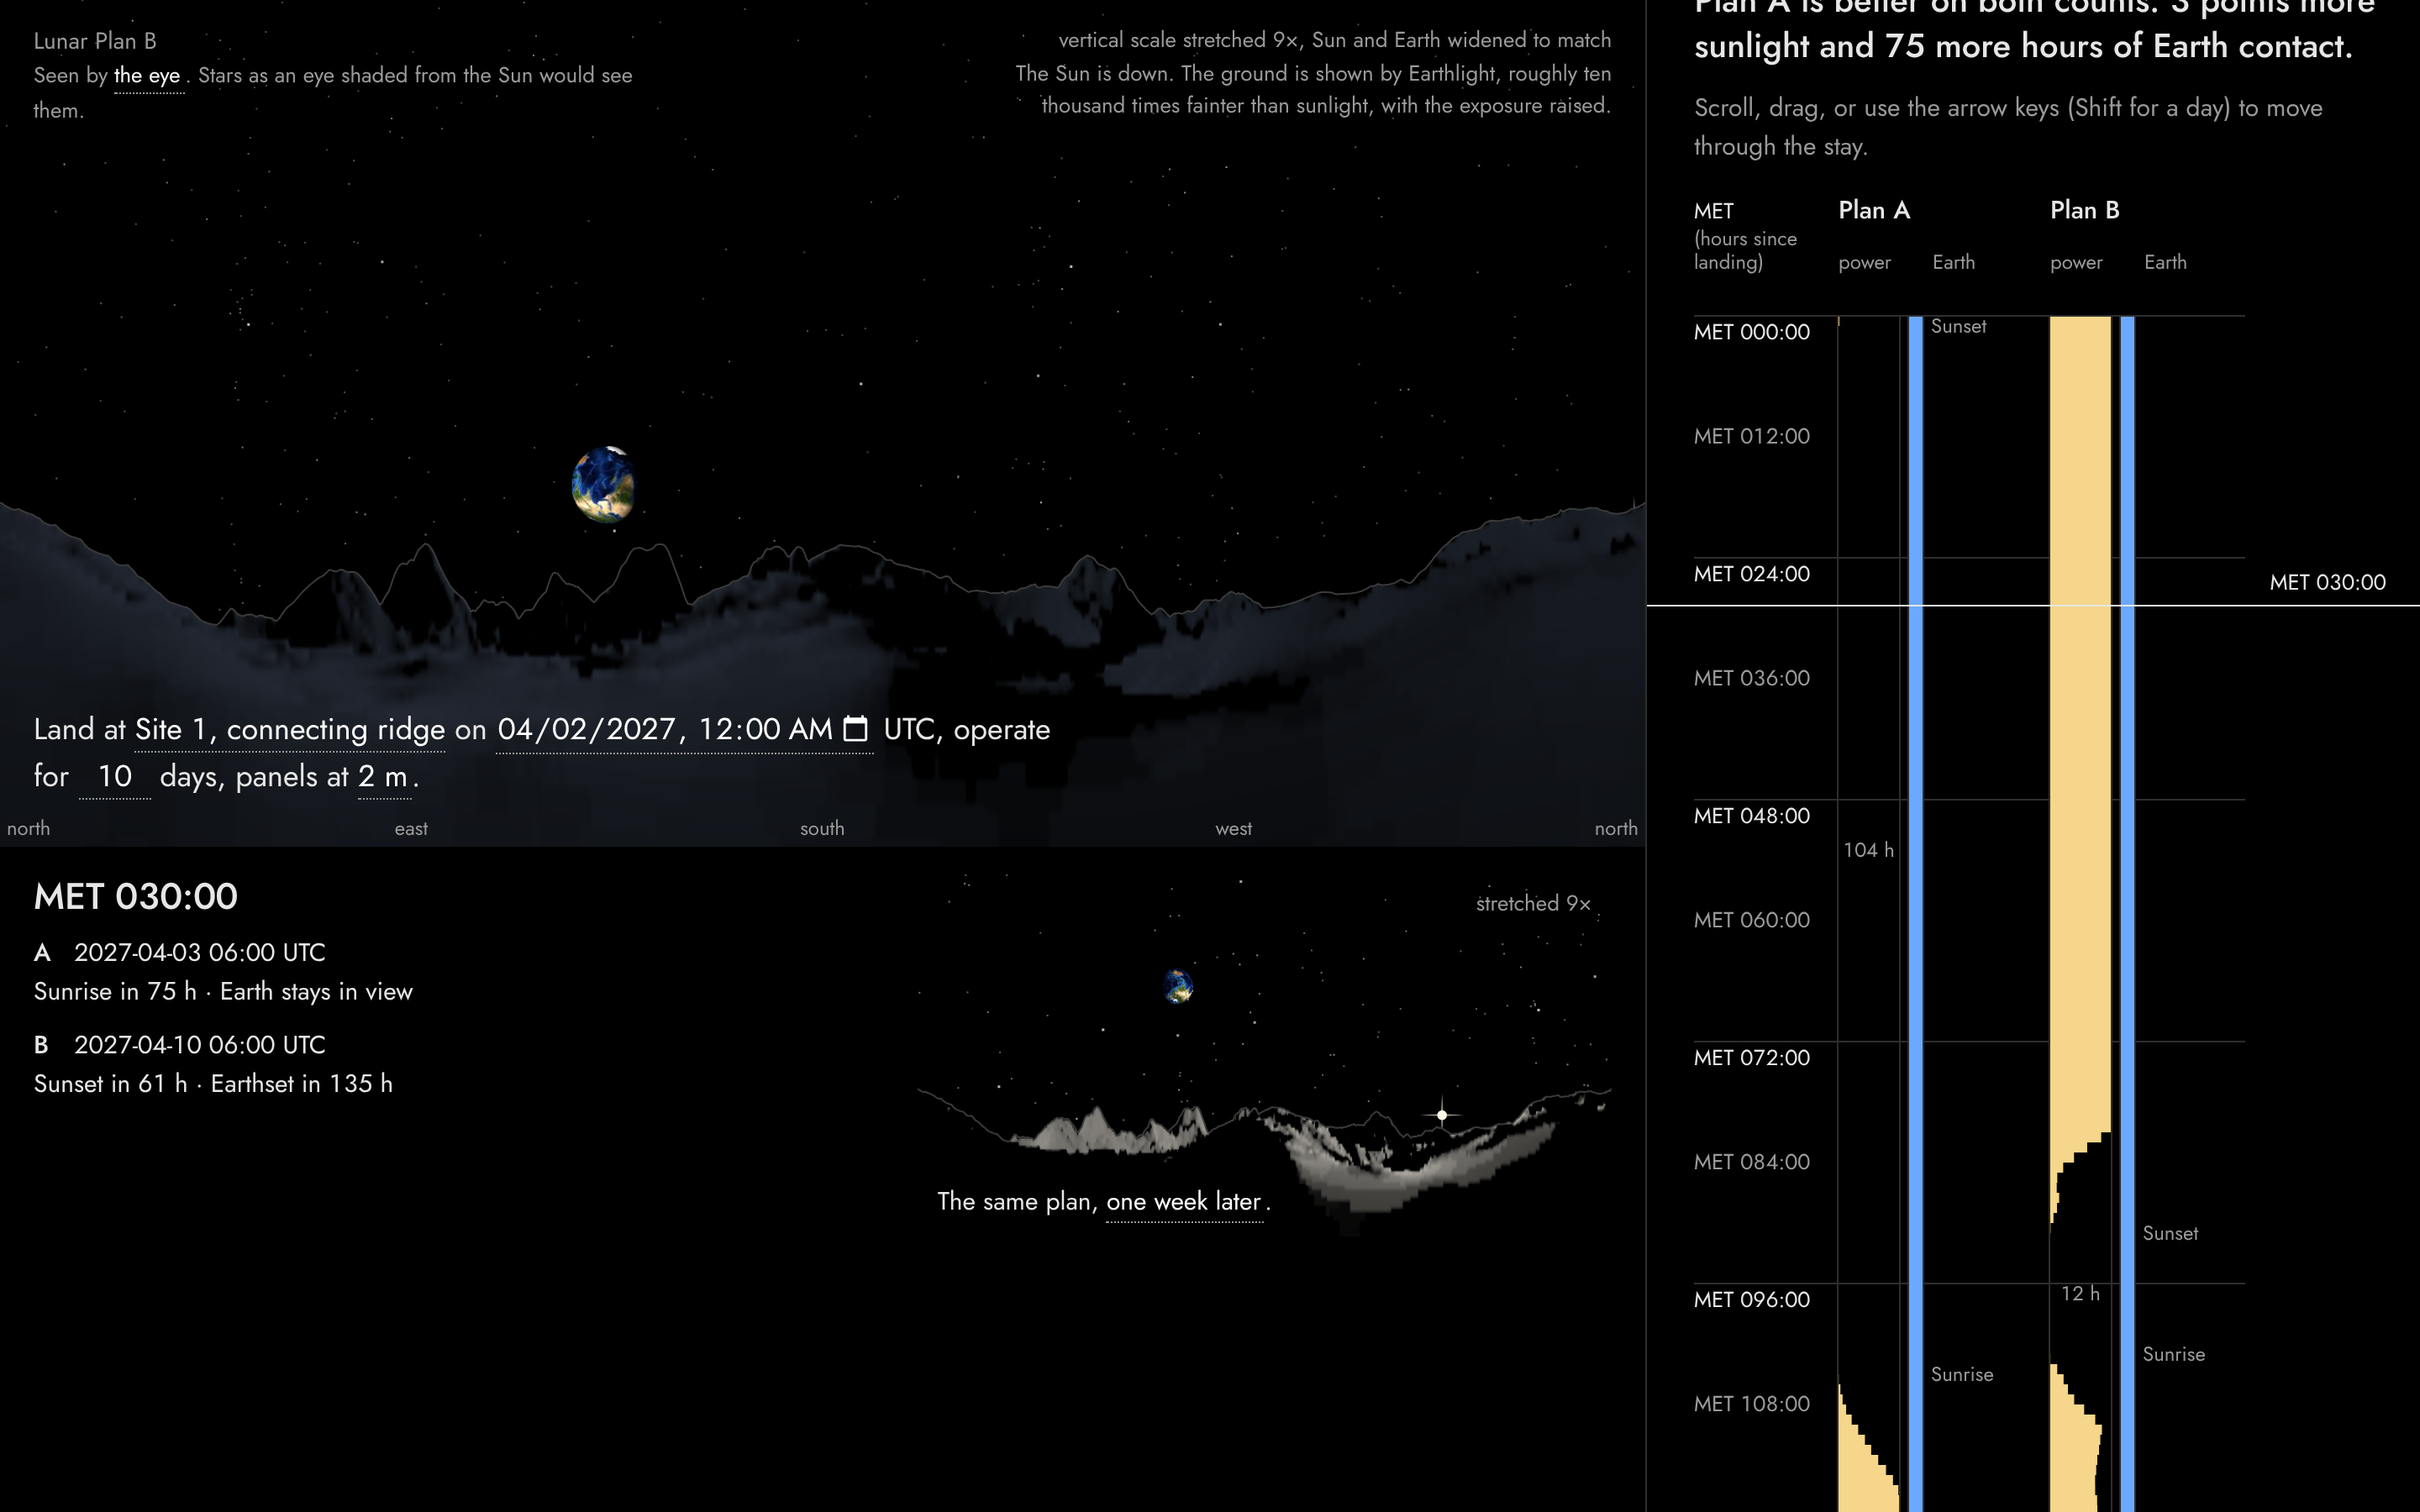 Lunar Plan B
Seen by the eye . Stars as an eye shaded from the Sun would see
them.
vertical scale stretched 9×, Sun and Earth widened to match
The Sun is down. The ground is shown by Earthlight, roughly ten
thousand times fainter than sunlight, with the exposure raised.
Land at Site 1, connecting ridge on 04/02/2027, 12:00 AM UTC, operate
for 10 days, panels at 2 m .
north east south west north
MET 030:00
A 2027-04-03 06:00 UTC
Sunrise in 75 h · Earth stays in view
B 2027-04-10 06:00 UTC
Sunset in 61 h · Earthset in 135 h
stretched 9×
The same plan, one week later .
Plan A is better on both counts. 3 points more
sunlight and 75 more hours of Earth contact.
Scroll, drag, or use the arrow keys (Shift for a day) to move
through the stay.
MET Plan A Plan B
(hours since
landing) power Earth power Earth
MET 000:00 Sunset
MET 012:00
MET 024:00
MET 030:00
MET 036:00
MET 048:00
104 h
MET 060:00
MET 072:00
MET 084:00
Sunset
MET 096:00 12 h
Sunrise
Sunrise
MET 108:00